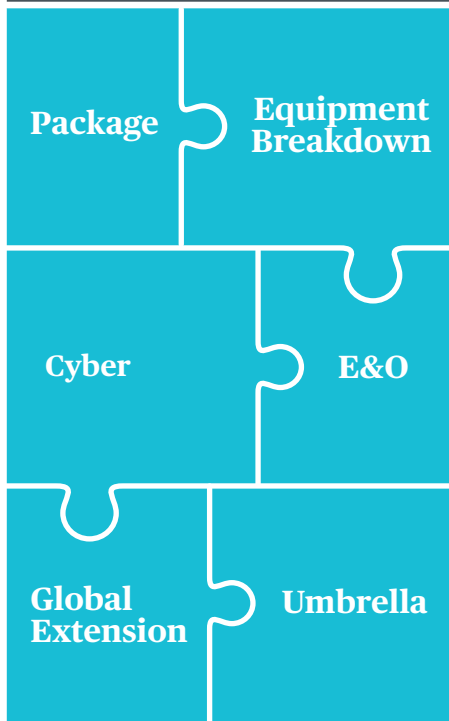 Package
Equipment
Breakdown
Cyber
E&O
Global
Extension
Umbrella